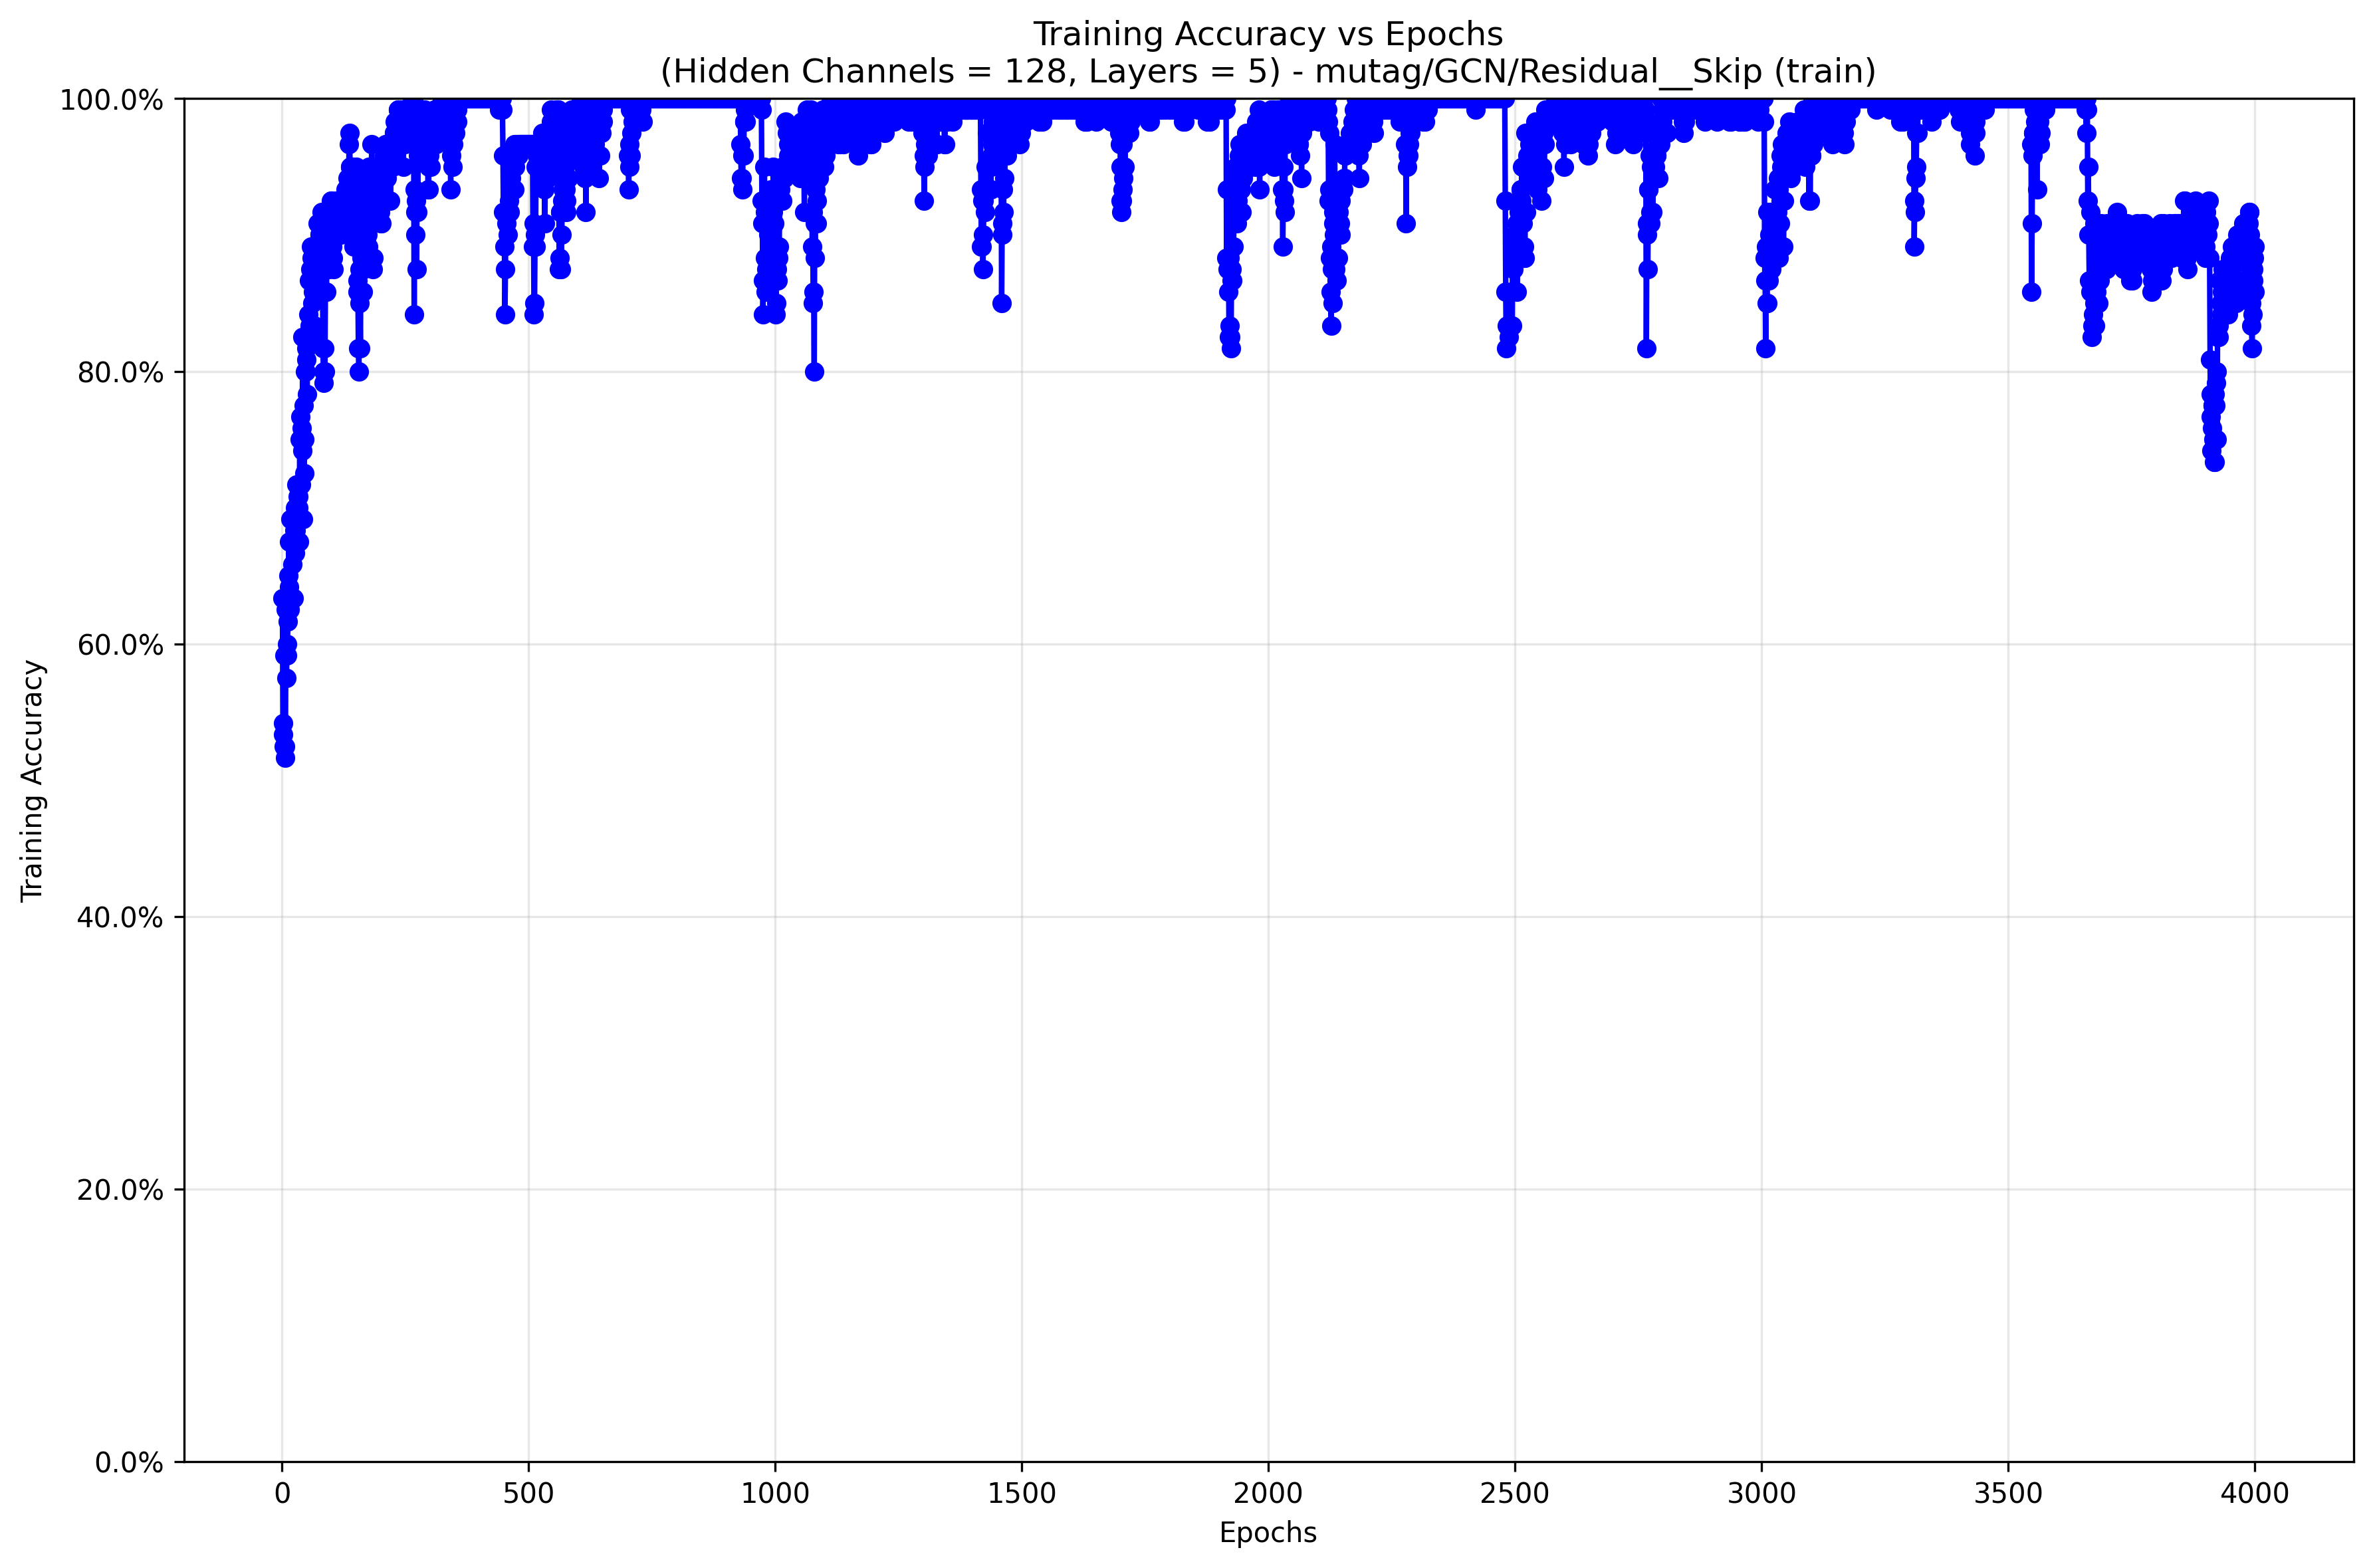 Training Accuracy vs Epochs
(Hidden Channels = 128, Layers = 5) - mutag/GCN/Residual__Skip (train)
100.0%
80.0%
60.0%
40.0%
20.0%
0.0%
Training Accuracy
0 500 1000 1500 2000 2500 3000 3500 4000
Epochs